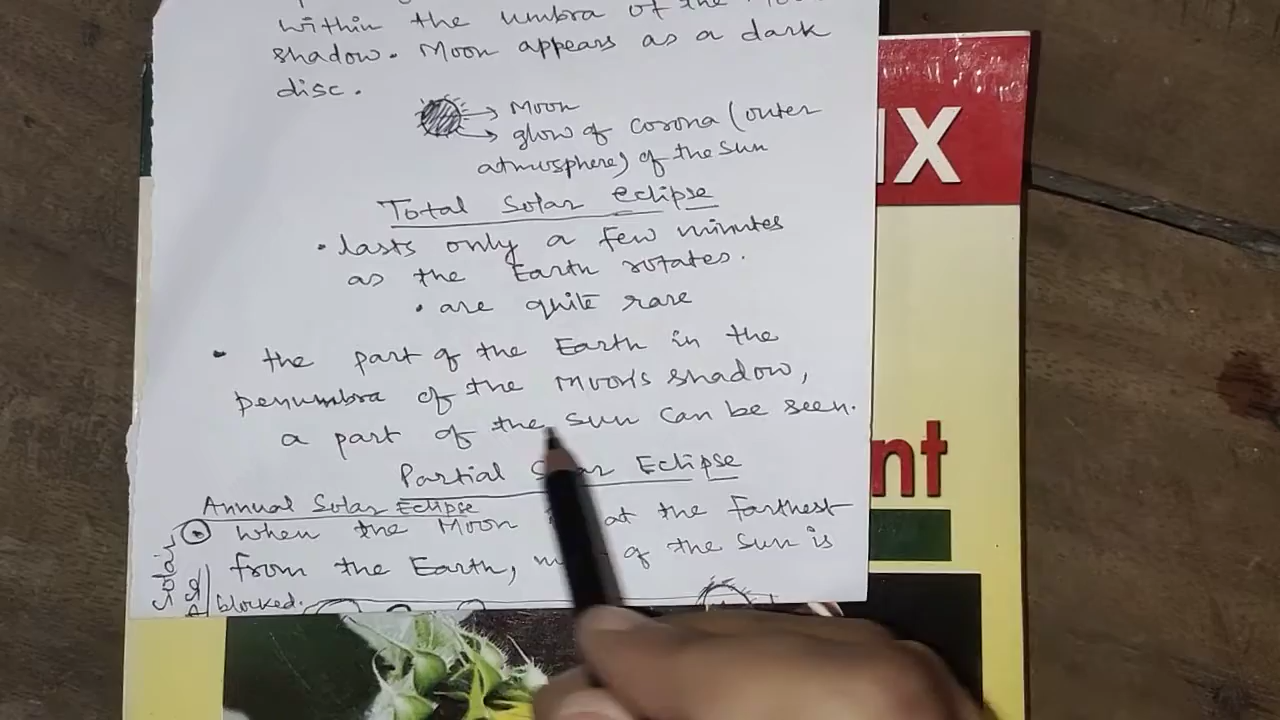 within the umbra of the
shadow. Moon appears as a dark
disc.
Moon
glow of corona (outer
atmosphere) of the Sun
Total Solar Eclipse
• lasts only a few minutes
as the Earth rotates.
• are quite rare
• the part of the Earth in the
penumbra of the Moon's shadow,
a part of the Sun can be seen.
Partial Eclipse
Annual Solar Eclipse
When the Moon at the farthest
from the Earth, of the Sun is
blocked.
Solar
IX
nt